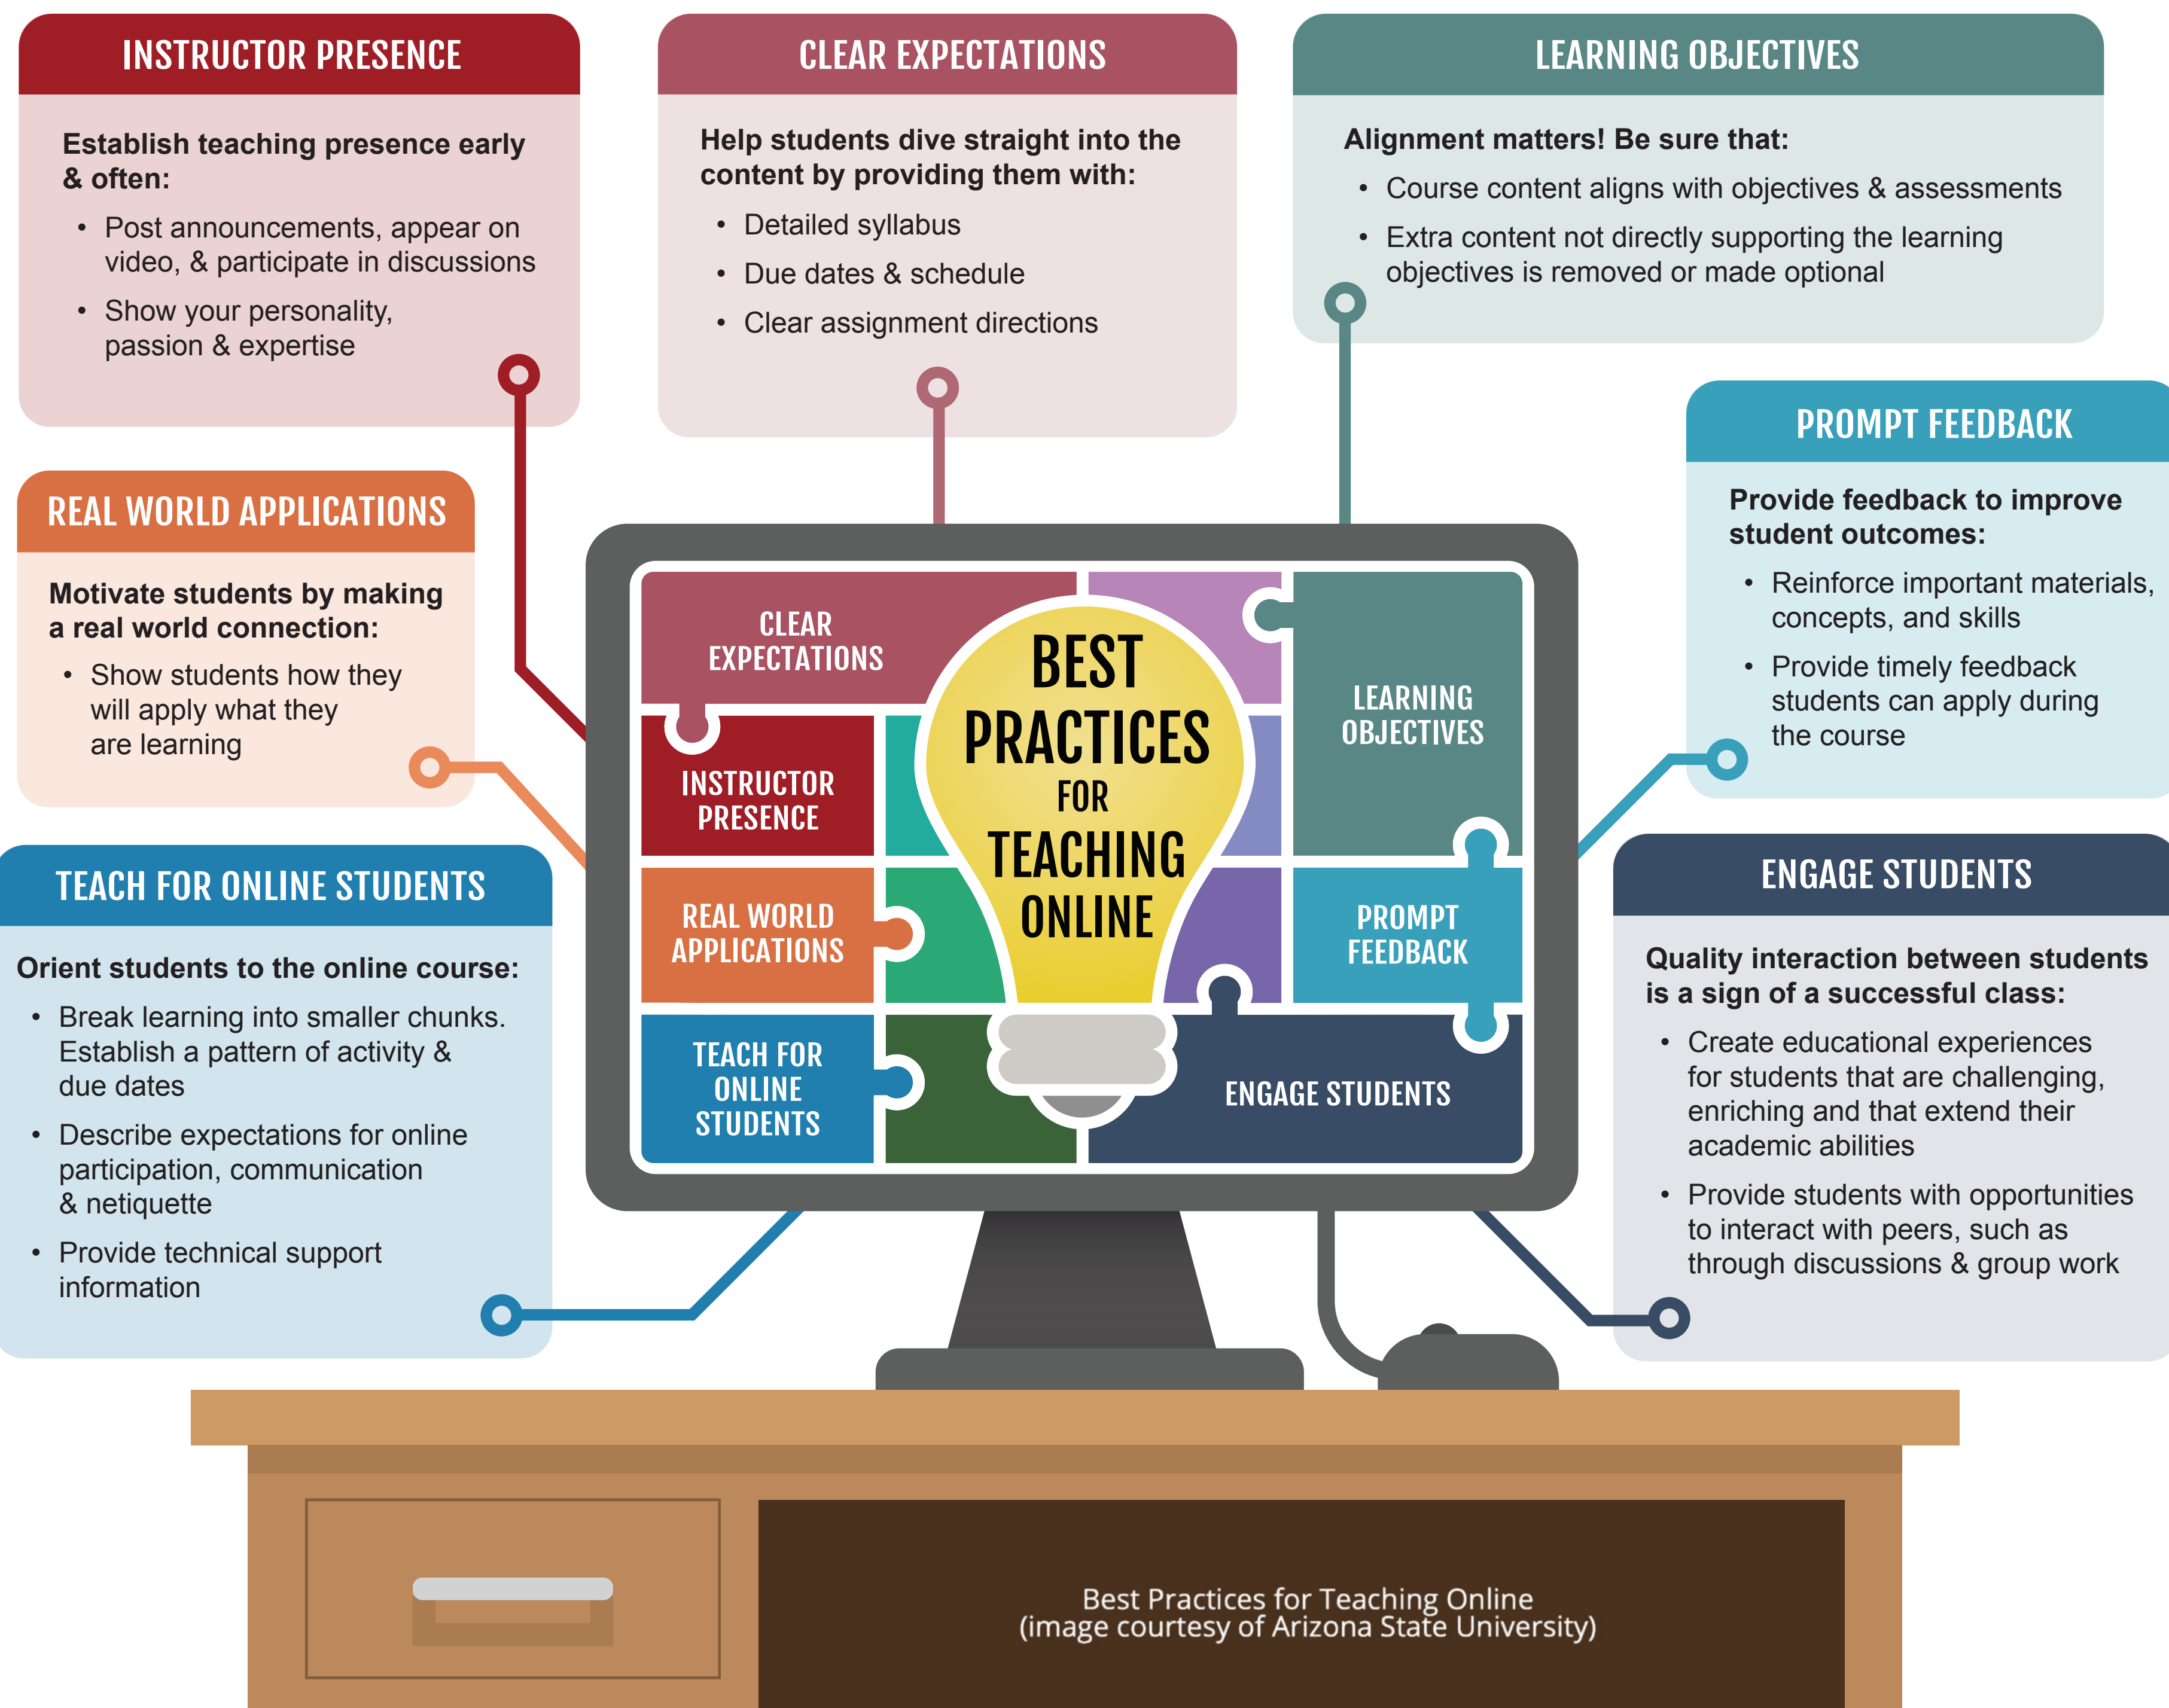 INSTRUCTOR PRESENCE
Establish teaching presence early
& often:
• Post announcements, appear on
video, & participate in discussions
• Show your personality,
passion & expertise
CLEAR EXPECTATIONS
Help students dive straight into the
content by providing them with:
• Detailed syllabus
• Due dates & schedule
• Clear assignment directions
LEARNING OBJECTIVES
Alignment matters! Be sure that:
• Course content aligns with objectives & assessments
• Extra content not directly supporting the learning
objectives is removed or made optional
REAL WORLD APPLICATIONS
Motivate students by making
a real world connection:
• Show students how they
will apply what they
are learning
PROMPT FEEDBACK
Provide feedback to improve
student outcomes:
• Reinforce important materials,
concepts, and skills
• Provide timely feedback
students can apply during
the course
TEACH FOR ONLINE STUDENTS
Orient students to the online course:
• Break learning into smaller chunks.
Establish a pattern of activity &
due dates
• Describe expectations for online
participation, communication
& netiquette
• Provide technical support
information
ENGAGE STUDENTS
Quality interaction between students
is a sign of a successful class:
• Create educational experiences
for students that are challenging,
enriching and that extend their
academic abilities
• Provide students with opportunities
to interact with peers, such as
through discussions & group work
CLEAR
EXPECTATIONS
INSTRUCTOR
PRESENCE
REAL WORLD
APPLICATIONS
TEACH FOR
ONLINE
STUDENTS
BEST
PRACTICES
FOR
TEACHING
ONLINE
LEARNING
OBJECTIVES
PROMPT
FEEDBACK
ENGAGE STUDENTS
Best Practices for Teaching Online
(image courtesy of Arizona State University)